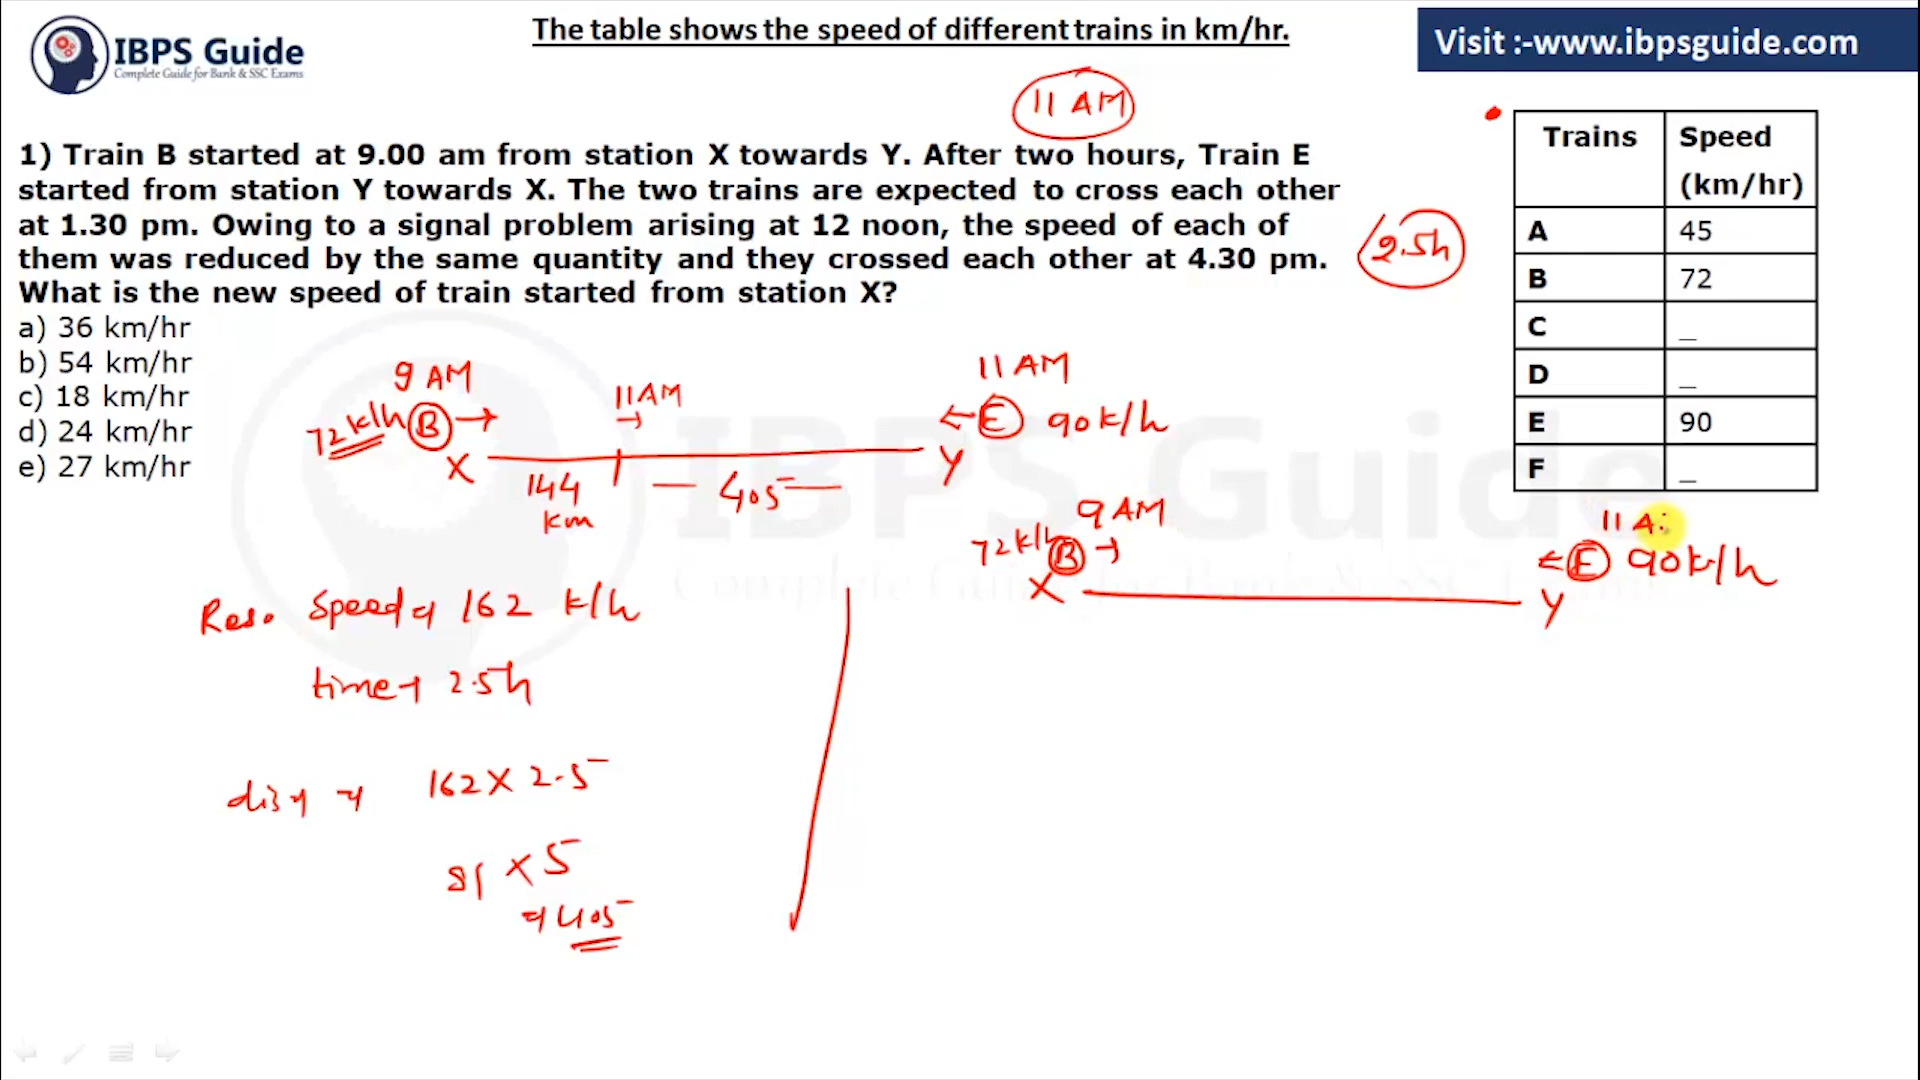 IBPS Guide
Complete Guide for Bank & SSC Exams
The table shows the speed of different trains in km/hr.
Visit :-www.ibpsguide.com
11 AM
1) Train B started at 9.00 am from station X towards Y. After two hours, Train E
started from station Y towards X. The two trains are expected to cross each other
at 1.30 pm. Owing to a signal problem arising at 12 noon, the speed of each of
them was reduced by the same quantity and they crossed each other at 4.30 pm.
What is the new speed of train started from station X?
2.5h
a) 36 km/hr
b) 54 km/hr
c) 18 km/hr
d) 24 km/hr
e) 27 km/hr
Trains Speed (km/hr)
A 45
B 72
C _
D _
E 90
F _
9 AM
11 AM
11 AM
72k/h B
E 90k/h
X
Y
144
km
405
9 AM
11 A
72k/h B
E 90k/h
X
Y
Res. Speed 162 k/h
time 2.5h
dis 162 X 2.5
81 X 5
405
IBPS Guide